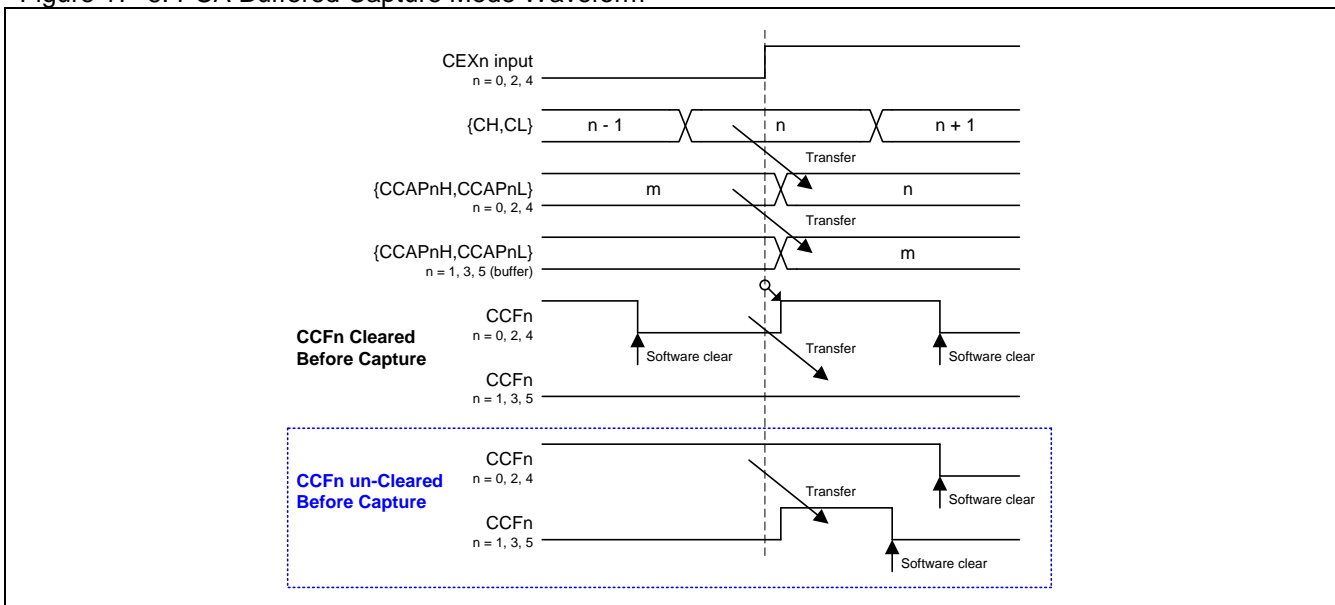 CEXn input
n = 0, 2, 4
{CH,CL} n - 1 n n + 1
Transfer
{CCAPnH,CCAPnL} m n
n = 0, 2, 4
Transfer
{CCAPnH,CCAPnL} m
n = 1, 3, 5 (buffer)
CCFn
n = 0, 2, 4
CCFn Cleared
Before Capture
Software clear Transfer Software clear
CCFn
n = 1, 3, 5
CCFn
n = 0, 2, 4
CCFn un-Cleared
Before Capture
Transfer Software clear
CCFn
n = 1, 3, 5
Software clear